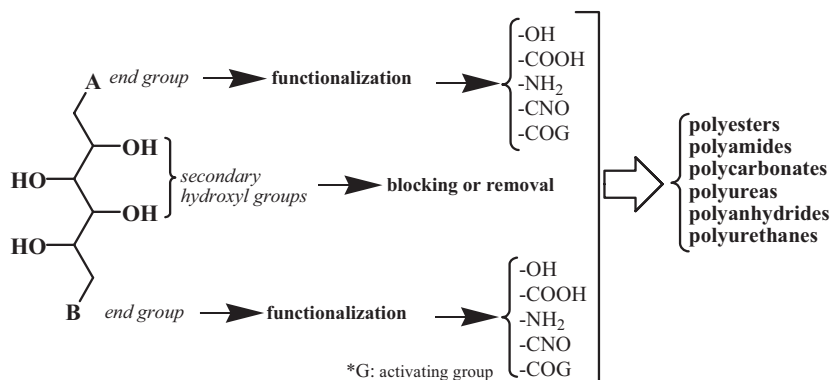 A end group functionalization
-OH
-COOH
-NH2
-CNO
-COG
OH
HO
OH
HO
secondary
hydroxyl groups
blocking or removal
B end group functionalization
-OH
-COOH
-NH2
-CNO
-COG
*G: activating group
polyesters
polyamides
polycarbonates
polyureas
polyanhydrides
polyurethanes